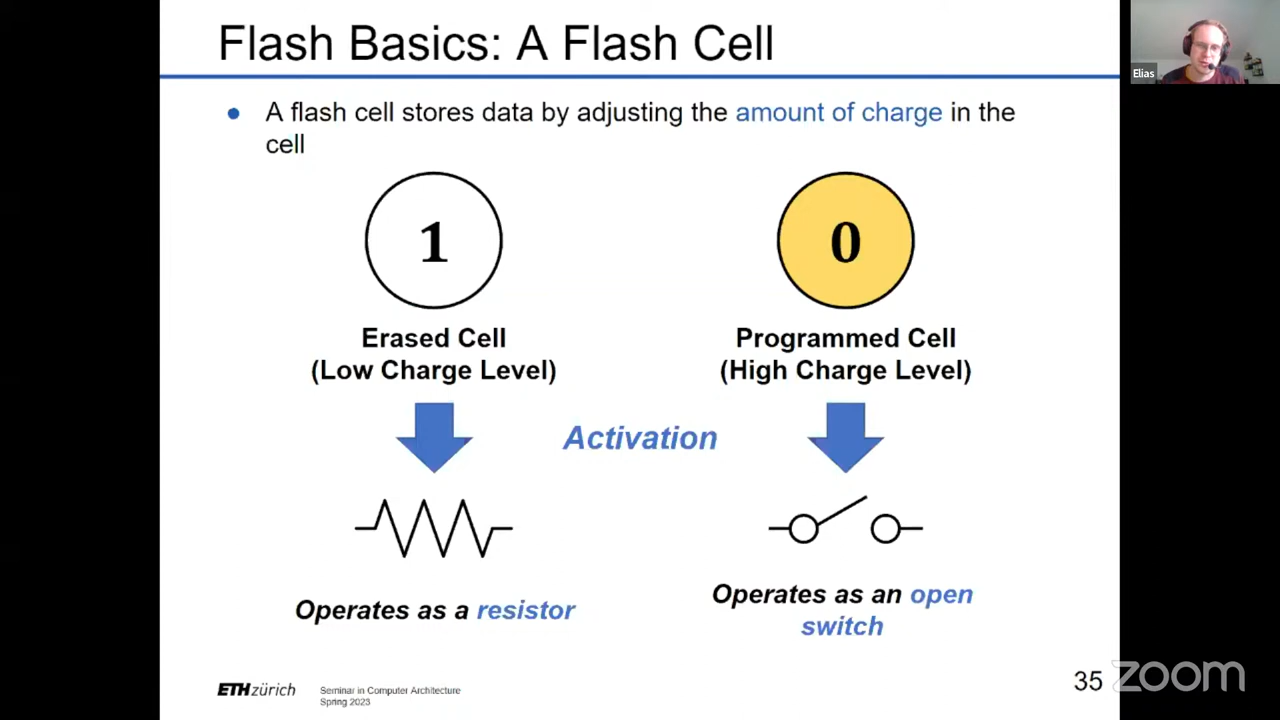 Flash Basics: A Flash Cell
Elias
● A flash cell stores data by adjusting the amount of charge in the
cell
1
0
Erased Cell
(Low Charge Level)
Programmed Cell
(High Charge Level)
Activation
Operates as a resistor
Operates as an open
switch
ETH zürich
Seminar in Computer Architecture
Spring 2023
35
zoom